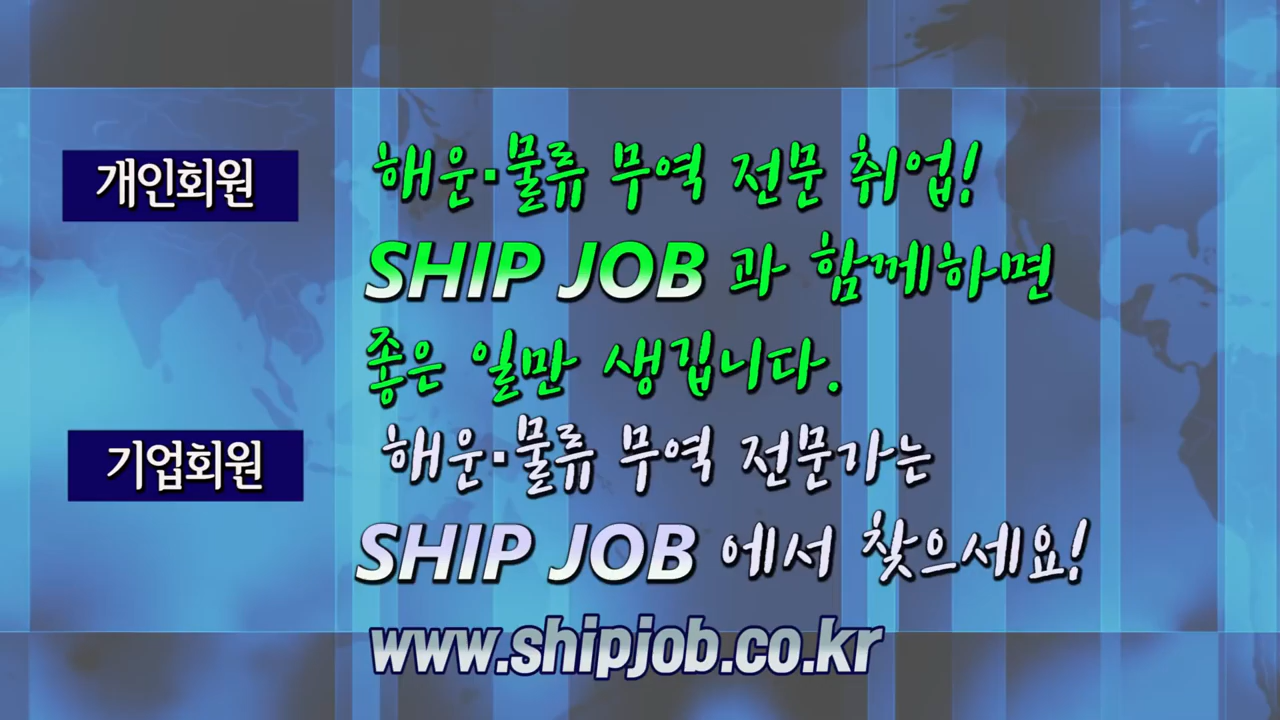 개인회원
해운·물류 무역 전문 취업!
SHIP JOB 과 함께하면
좋은 일만 생깁니다.
기업회원
해운·물류 무역 전문가는
SHIP JOB 에서 찾으세요!
www.shipjob.co.kr